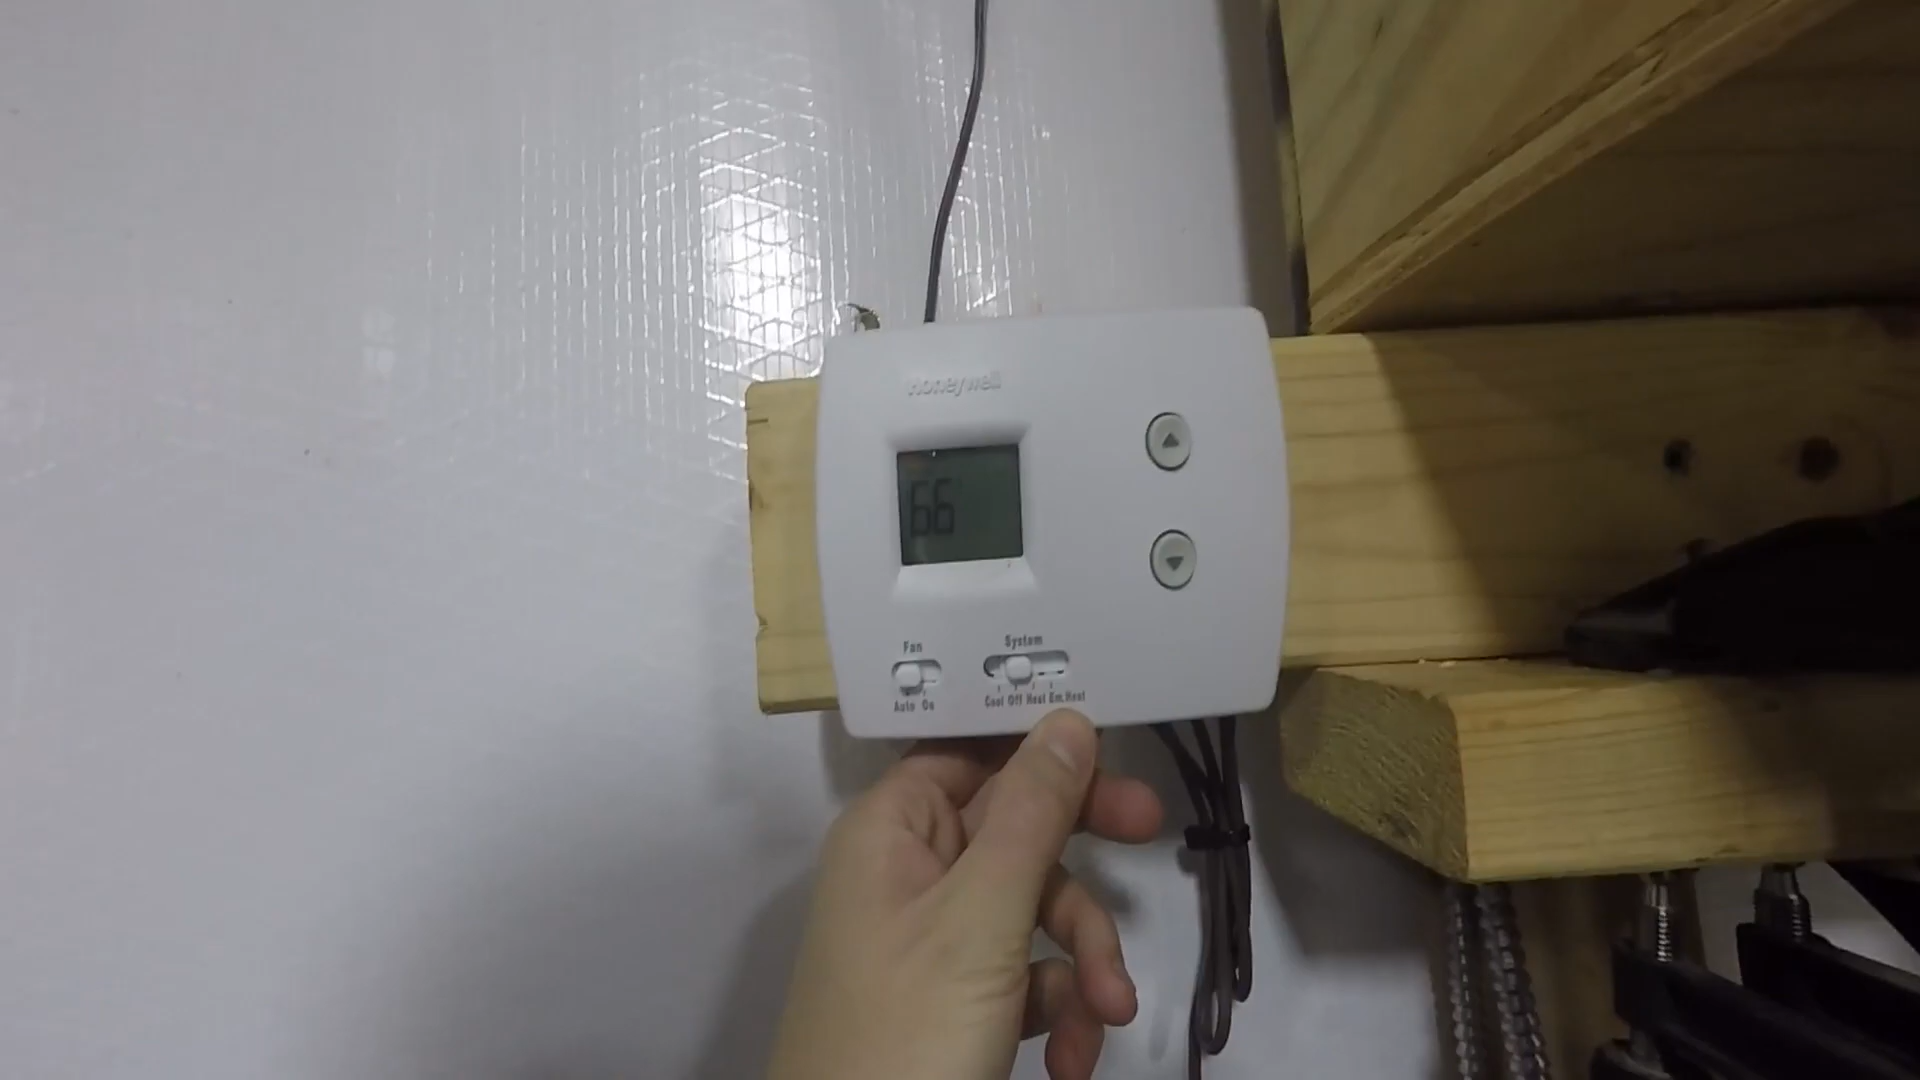 Honeywell
66
Fan
System
Auto On
Cool Off Heat Em.Heat